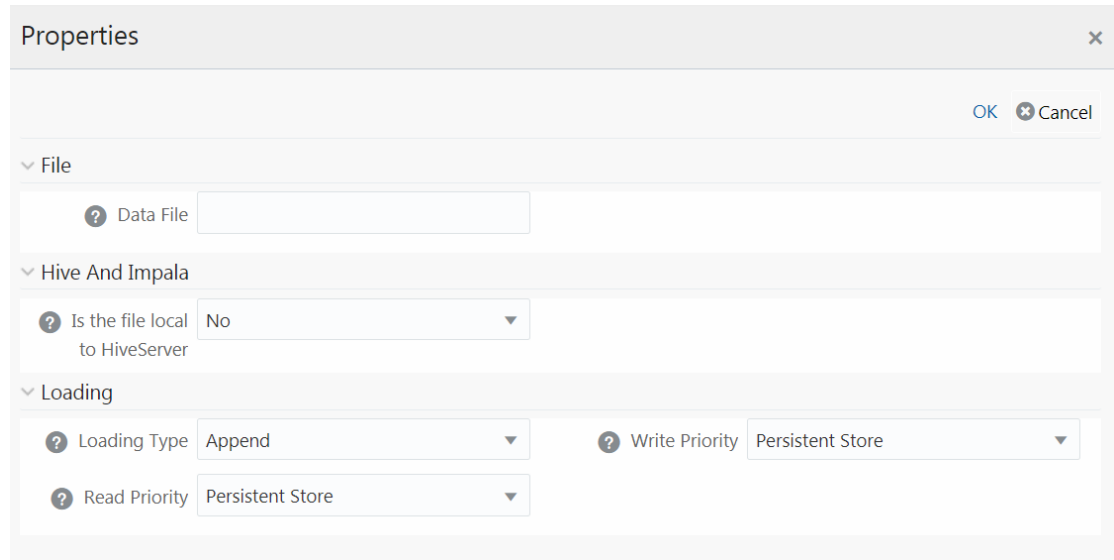 Properties
OK Cancel
File
Data File
Hive And Impala
Is the file local No
to HiveServer
Loading
Loading Type Append Write Priority Persistent Store
Read Priority Persistent Store